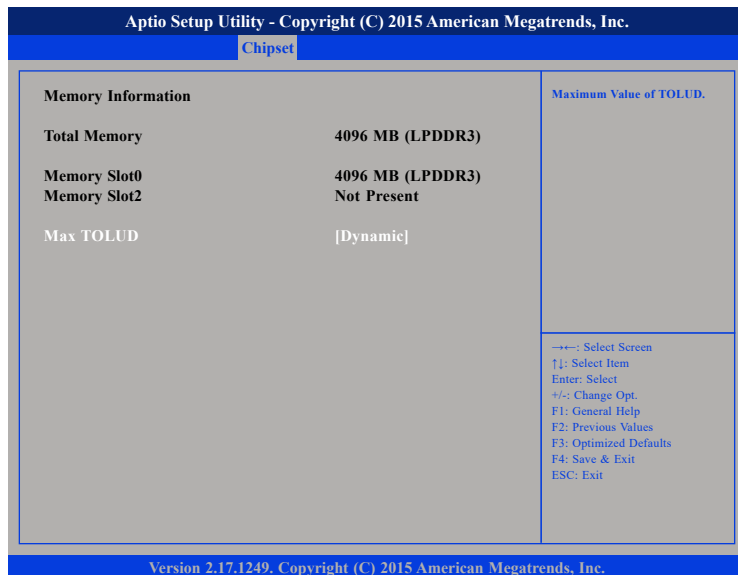 Aptio Setup Utility - Copyright (C) 2015 American Megatrends, Inc.
Chipset
Memory Information
Total Memory 4096 MB (LPDDR3)
Memory Slot0 4096 MB (LPDDR3)
Memory Slot2 Not Present
Max TOLUD [Dynamic]
Maximum Value of TOLUD.
→←: Select Screen
↑↓: Select Item
Enter: Select
+/-: Change Opt.
F1: General Help
F2: Previous Values
F3: Optimized Defaults
F4: Save & Exit
ESC: Exit
Version 2.17.1249. Copyright (C) 2015 American Megatrends, Inc.